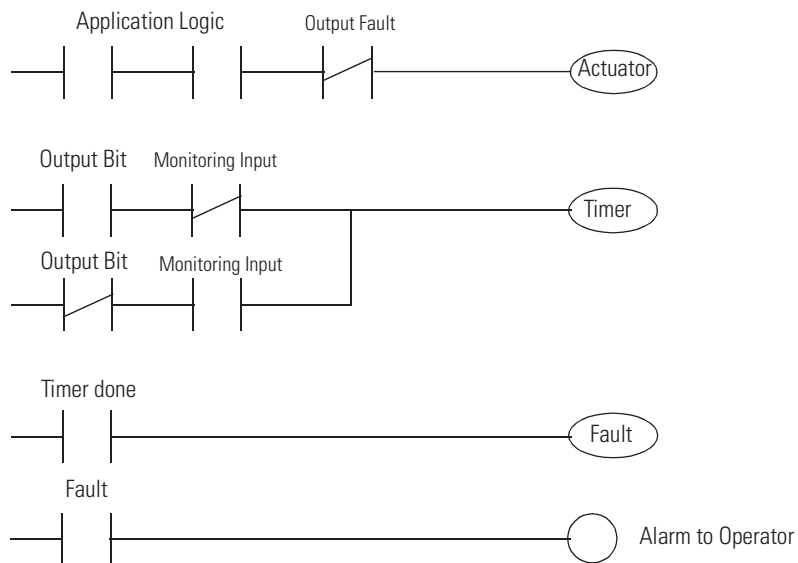 Application Logic
Output Fault
Actuator
Output Bit
Monitoring Input
Timer
Output Bit
Monitoring Input
Timer done
Fault
Fault
Alarm to Operator